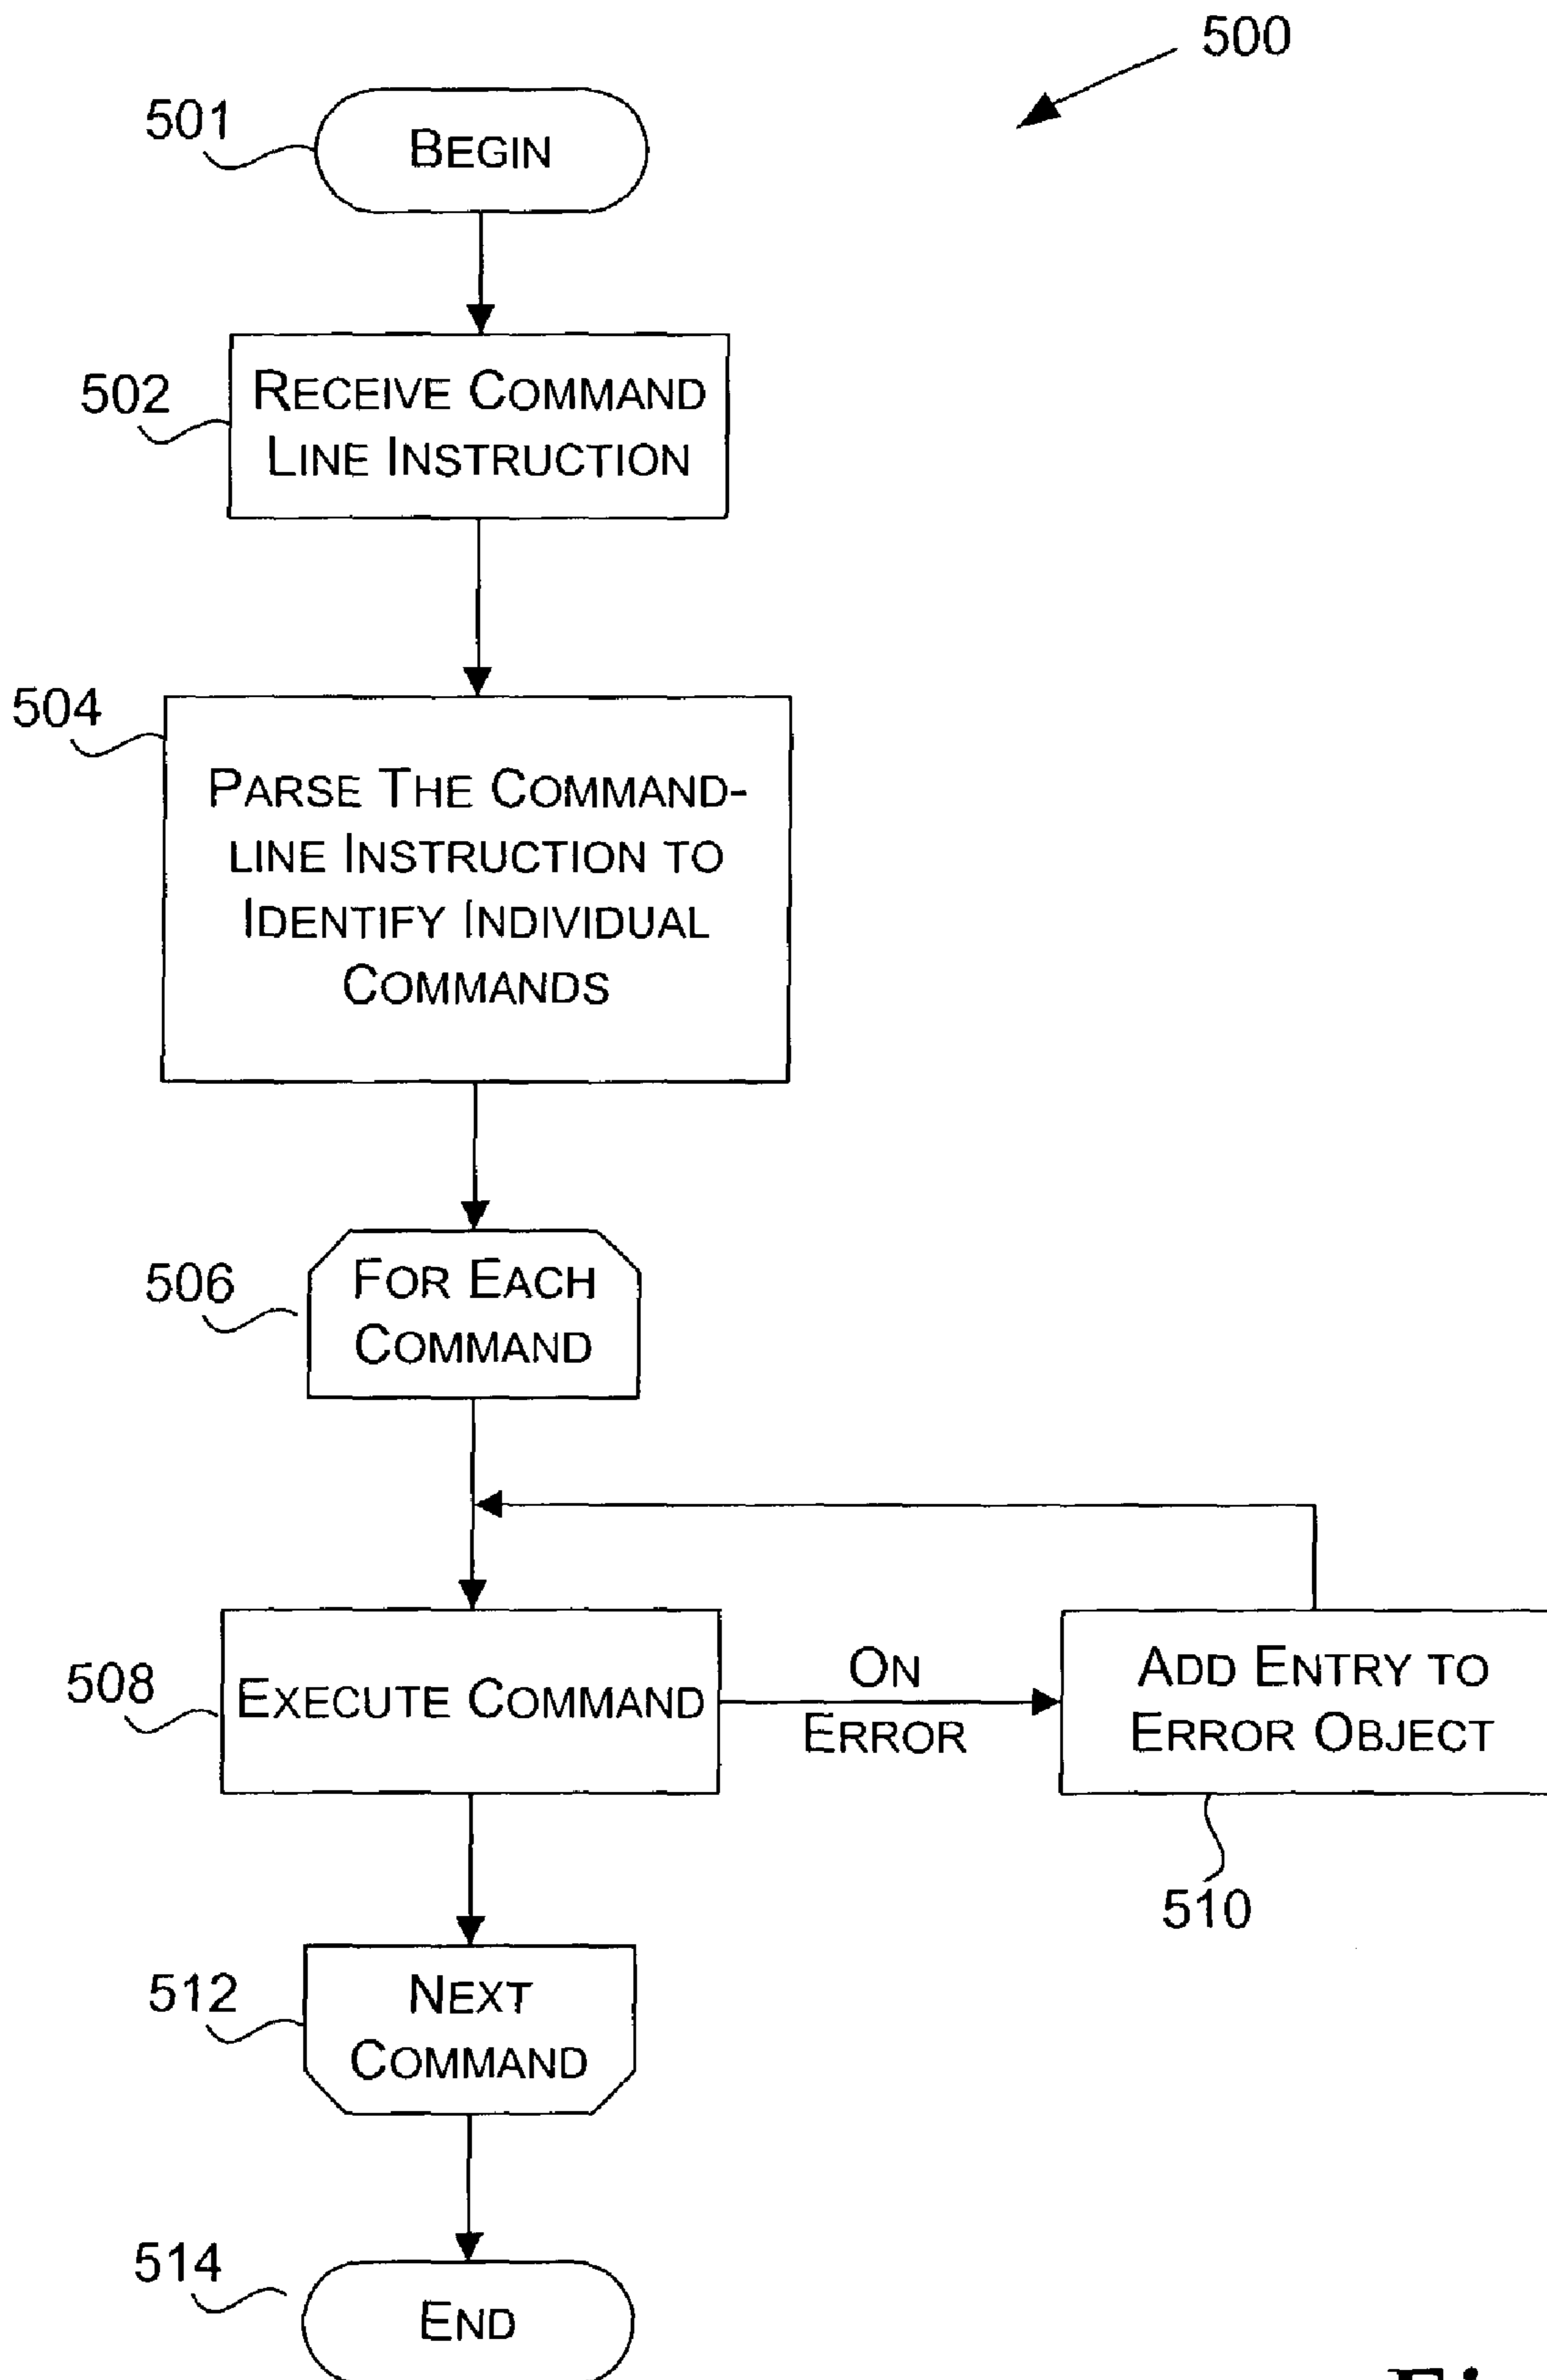 500
501
BEGIN
502
RECEIVE COMMAND
LINE INSTRUCTION
504
PARSE THE COMMAND-
LINE INSTRUCTION TO
IDENTIFY INDIVIDUAL
COMMANDS
506
FOR EACH
COMMAND
508
EXECUTE COMMAND
ON
ERROR
ADD ENTRY TO
ERROR OBJECT
510
512
NEXT
COMMAND
514
END